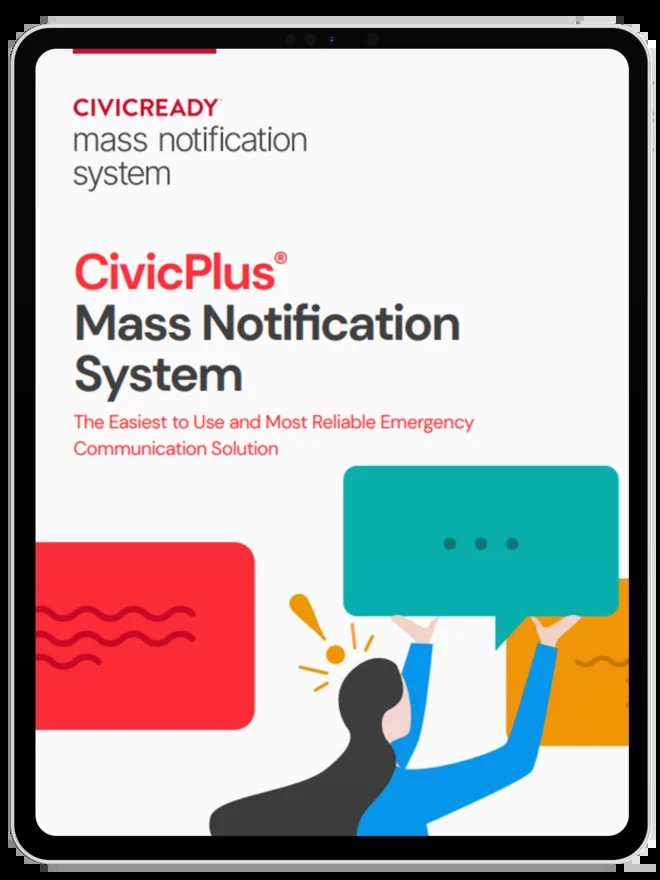 CIVICREADY
mass notification
system
CivicPlus®
Mass Notification
System
The Easiest to Use and Most Reliable Emergency
Communication Solution